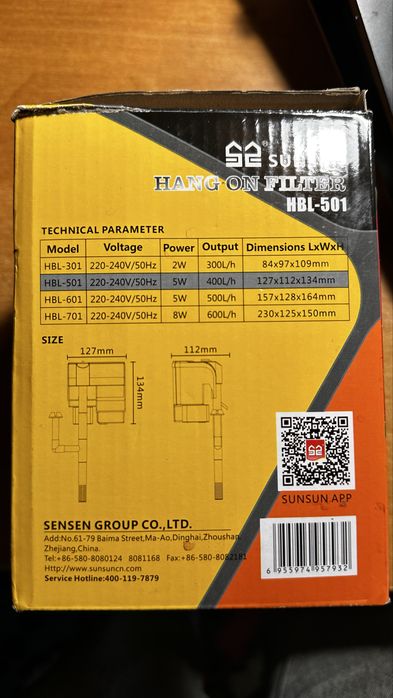 SUNSUN
HANG ON FILTER
HBL-501
TECHNICAL PARAMETER
Model Voltage Power Output Dimensions LxWxH
HBL-301 220-240V/50Hz 2W 300L/h 84x97x109mm
HBL-501 220-240V/50Hz 5W 400L/h 127x112x134mm
HBL-601 220-240V/50Hz 5W 500L/h 157x128x164mm
HBL-701 220-240V/50Hz 8W 600L/h 230x125x150mm
SIZE
127mm 112mm
134mm
SUNSUN APP
SENSEN GROUP CO.,LTD.
Add:No.61-79 Baima Street,Ma-Ao,Dinghai,Zhoushan,
Zhejiang,China.
Tel:+86-580-8080124 8081168 Fax:+86-580-8082181
Http://www.sunsuncn.com
Service Hotline:400-119-7879
6 955974 957932